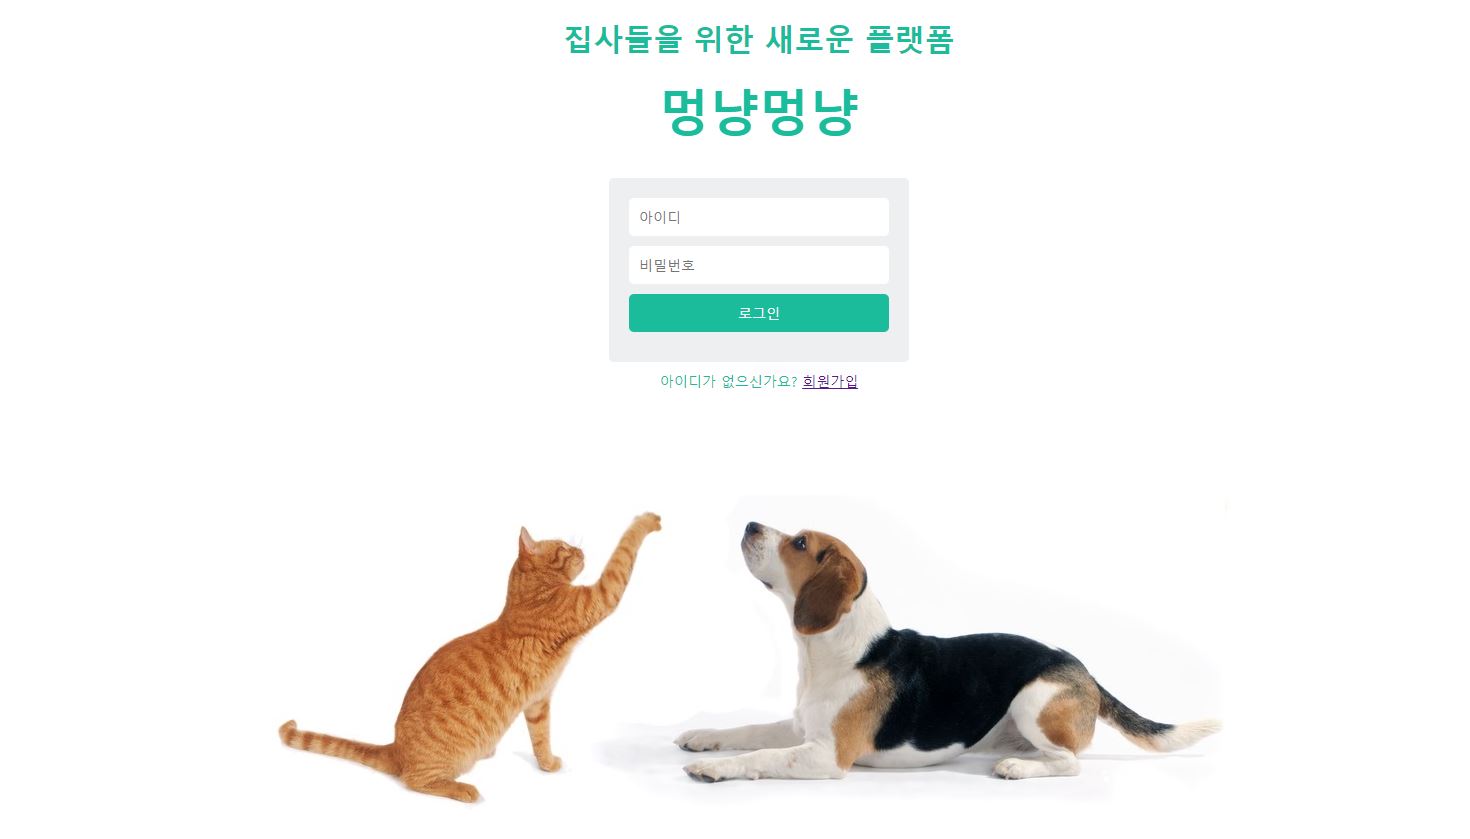 집사들을 위한 새로운 플랫폼
멍냥멍냥
아이디
비밀번호
로그인
아이디가 없으신가요? 회원가입